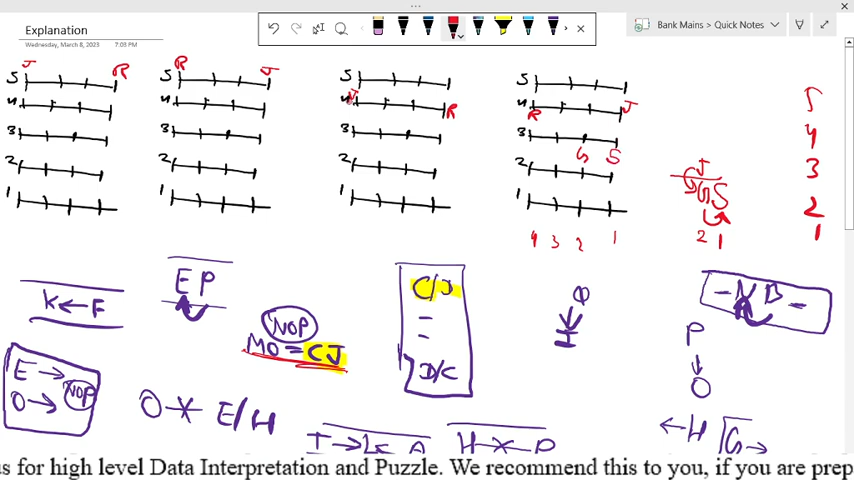 Explanation
Wednesday, March 8, 2023 7:03 PM
Bank Mains > Quick Notes
J R
5
4
3
2
1
R J
5
4
3
2
1
5
J
4 R
3
2
1
5
4 R J
3
G S
2
1
4 3 2 1
J
G S
2 1
5
4
3
2
1
K ← F
E P
NOP
MO = CJ
C/J
D/C
I
N B
P
O
E →
NOP
O →
O E/H
← H G →
I → L ← A
H P
us for high level Data Interpretation and Puzzle. We recommend this to you, if you are prep